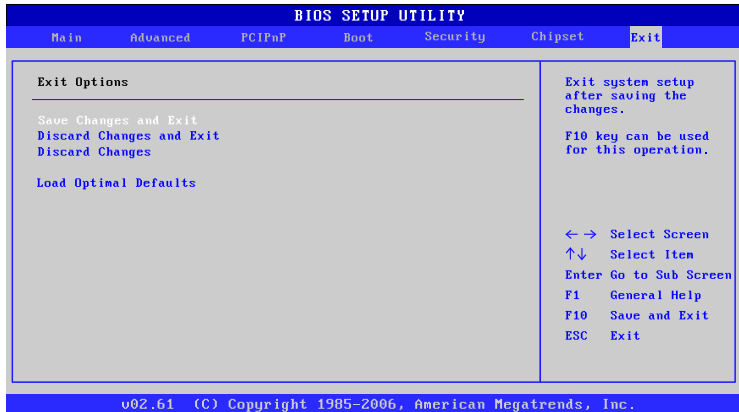 BIOS SETUP UTILITY
Main Advanced PCIPnP Boot Security Chipset Exit
Exit Options
Save Changes and Exit
Discard Changes and Exit
Discard Changes
Load Optimal Defaults
Exit system setup
after saving the
changes.
F10 key can be used
for this operation.
← → Select Screen
↑↓ Select Item
Enter Go to Sub Screen
F1 General Help
F10 Save and Exit
ESC Exit
v02.61 (C) Copyright 1985-2006, American Megatrends, Inc.